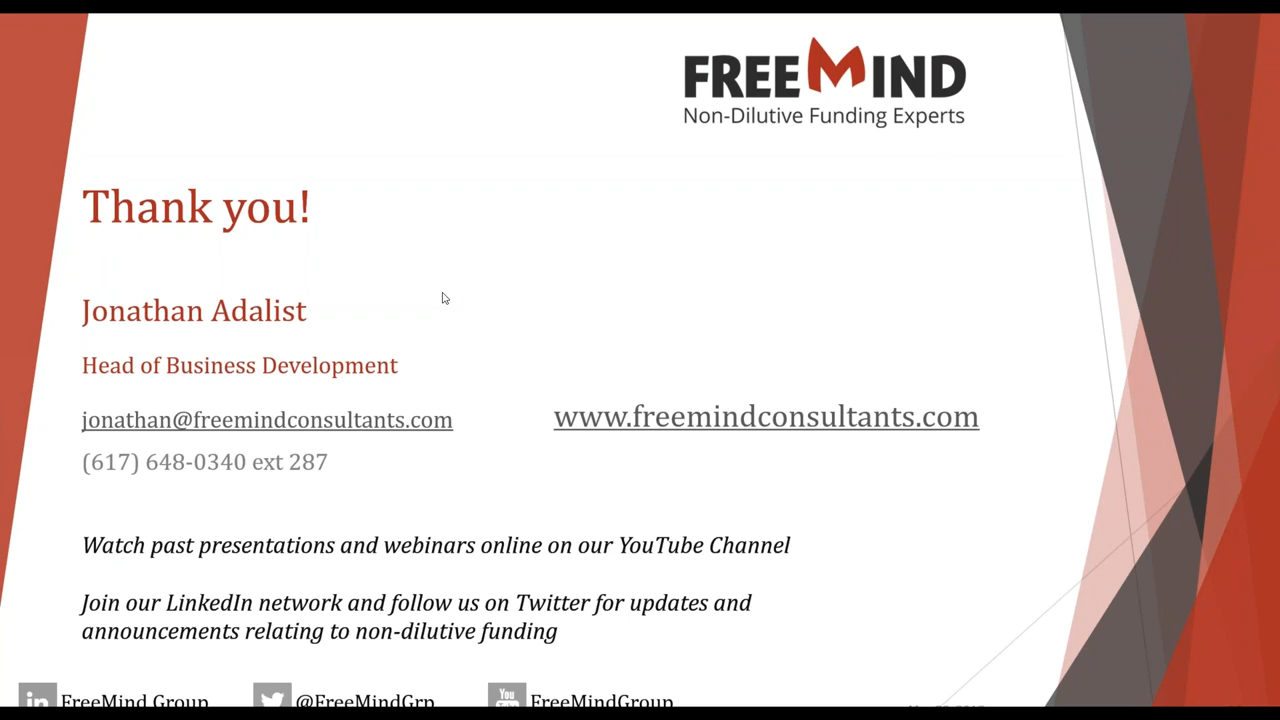 FREEMIND
Non-Dilutive Funding Experts
Thank you!
Jonathan Adalist
Head of Business Development
jonathan@freemindconsultants.com
www.freemindconsultants.com
(617) 648-0340 ext 287
Watch past presentations and webinars online on our YouTube Channel
Join our LinkedIn network and follow us on Twitter for updates and
announcements relating to non-dilutive funding
in FreeMind Group @FreeMindGrp You FreeMindGroup